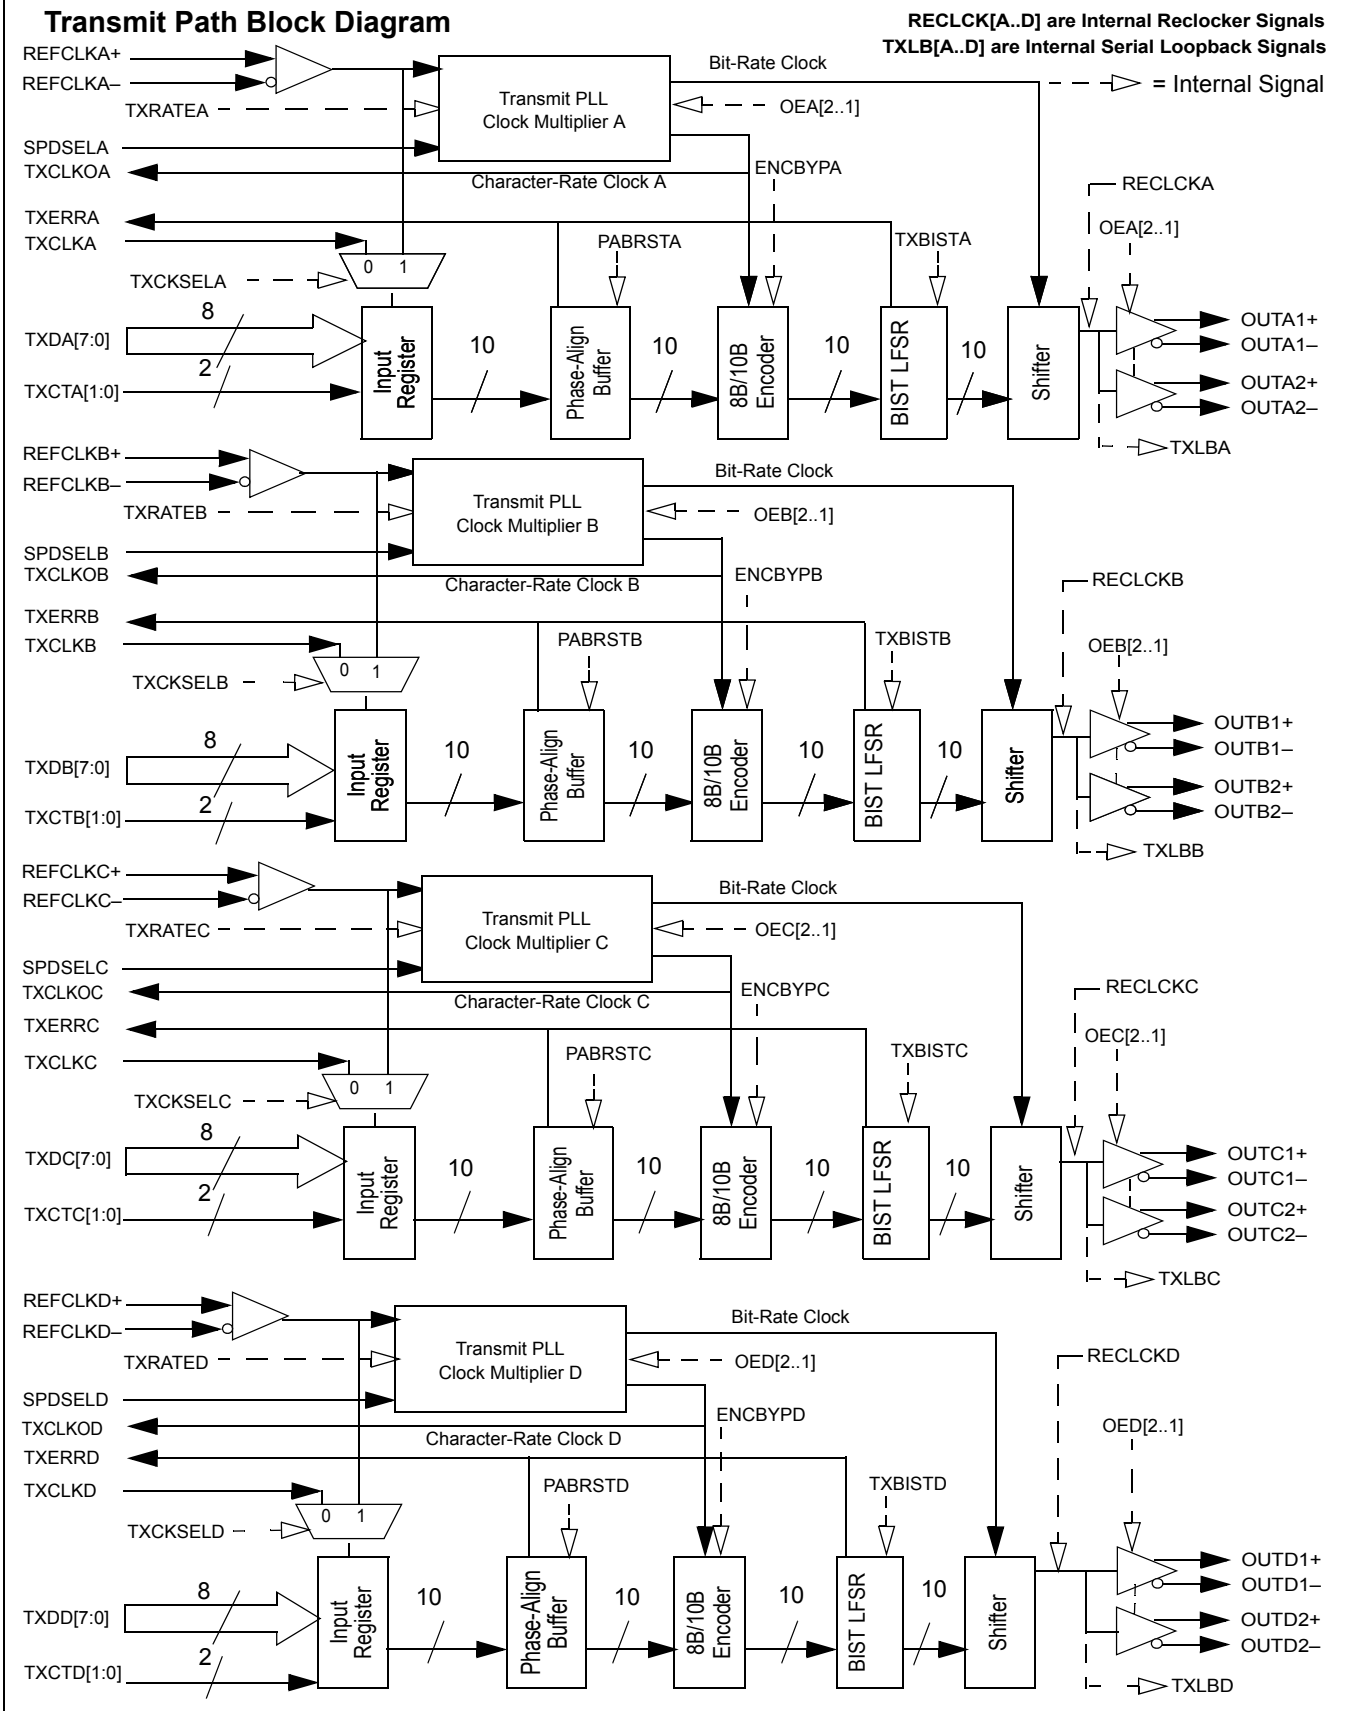 Transmit Path Block Diagram
RECLCK[A..D] are Internal Reclocker Signals
TXLB[A..D] are Internal Serial Loopback Signals
= Internal Signal
REFCLKA+
REFCLKA–
TXRATEA
SPDSELA
TXCLKOA
Transmit PLL
Clock Multiplier A
Bit-Rate Clock
OEA[2..1]
Character-Rate Clock A
ENCBYPA
RECLCKA
TXERRA
TXCLKA
PABRSTA
TXBISTA
OEA[2..1]
TXCKSELA
0 1
TXDA[7:0]
8
2
TXCTA[1:0]
Input
Register
10
Phase-Align
Buffer
10
8B/10B
Encoder
10
BIST LFSR
10
Shifter
OUTA1+
OUTA1–
OUTA2+
OUTA2–
TXLBA
REFCLKB+
REFCLKB–
TXRATEB
SPDSELB
TXCLKOB
Transmit PLL
Clock Multiplier B
Bit-Rate Clock
OEB[2..1]
Character-Rate Clock B
ENCBYPB
RECLCKB
TXERRB
TXCLKB
PABRSTB
TXBISTB
OEB[2..1]
TXCKSELB
0 1
TXDB[7:0]
8
2
TXCTB[1:0]
Input
Register
10
Phase-Align
Buffer
10
8B/10B
Encoder
10
BIST LFSR
10
Shifter
OUTB1+
OUTB1–
OUTB2+
OUTB2–
TXLBB
REFCLKC+
REFCLKC–
TXRATEC
SPDSELC
TXCLKOC
Transmit PLL
Clock Multiplier C
Bit-Rate Clock
OEC[2..1]
Character-Rate Clock C
ENCBYPC
RECLCKC
TXERRC
TXCLKC
PABRSTC
TXBISTC
OEC[2..1]
TXCKSELC
0 1
TXDC[7:0]
8
2
TXCTC[1:0]
Input
Register
10
Phase-Align
Buffer
10
8B/10B
Encoder
10
BIST LFSR
10
Shifter
OUTC1+
OUTC1–
OUTC2+
OUTC2–
TXLBC
REFCLKD+
REFCLKD–
TXRATED
SPDSELD
TXCLKOD
Transmit PLL
Clock Multiplier D
Bit-Rate Clock
OED[2..1]
Character-Rate Clock D
ENCBYPD
RECLCKD
TXERRD
TXCLKD
PABRSTD
TXBISTD
OED[2..1]
TXCKSELD
0 1
TXDD[7:0]
8
2
TXCTD[1:0]
Input
Register
10
Phase-Align
Buffer
10
8B/10B
Encoder
10
BIST LFSR
10
Shifter
OUTD1+
OUTD1–
OUTD2+
OUTD2–
TXLBD